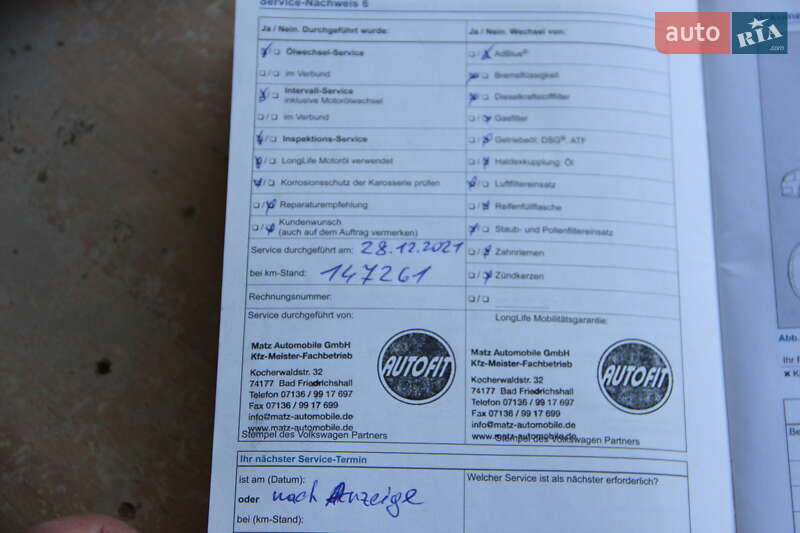 Service-Nachweis 6
auto RIA .com
Ja / Nein. Durchgeführt wurde:
Ja / Nein. Wechsel von:
Ölwechsel-Service
AdBlue®
im Verbund
Bremsflüssigkeit
Intervall-Service
inklusive Motorölwechsel
Dieselkraftstofffilter
im Verbund
Gasfilter
Inspektions-Service
Getriebeöl: DSG®, ATF
LongLife Motoröl verwendet
Haldexkupplung: Öl
Korrosionsschutz der Karosserie prüfen
Luftfiltereinsatz
Reparaturempfehlung
Reifenfüllflasche
Kundenwunsch
(auch auf dem Auftrag vermerken)
Staub- und Pollenfiltereinsatz
Service durchgeführt am: 28.12.2021
Zahnriemen
bei km-Stand: 147261
Zündkerzen
Rechnungsnummer:
Service durchgeführt von:
LongLife Mobilitätsgarantie:
Matz Automobile GmbH
Kfz-Meister-Fachbetrieb
Kocherwaldstr. 32
74177 Bad Friedrichshall
Telefon 07136 / 99 17 697
Fax 07136 / 99 17 699
info@matz-automobile.de
www.matz-automobile.de
AUTOFIT
Stempel des Volkswagen Partners
Matz Automobile GmbH
Kfz-Meister-Fachbetrieb
Kocherwaldstr. 32
74177 Bad Friedrichshall
Telefon 07136 / 99 17 697
Fax 07136 / 99 17 699
info@matz-automobile.de
www.matz-automobile.de
AUTOFIT
Stempel des Volkswagen Partners
Ihr nächster Service-Termin
ist am (Datum):
Welcher Service ist als nächster erforderlich?
oder nach Anzeige
bei (km-Stand):
Abb.
Ihr